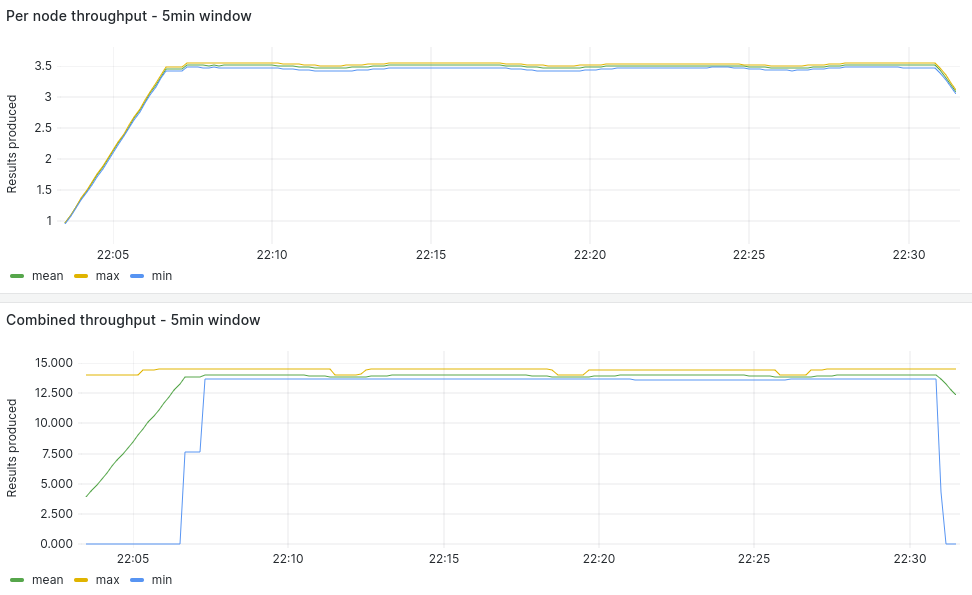 Per node throughput - 5min window
Results produced
3.5
3
2.5
2
1.5
1
22:05 22:10 22:15 22:20 22:25 22:30
mean max min
Combined throughput - 5min window
Results produced
15.000
12.500
10.000
7.500
5.000
2.500
0.000
22:05 22:10 22:15 22:20 22:25 22:30
mean max min